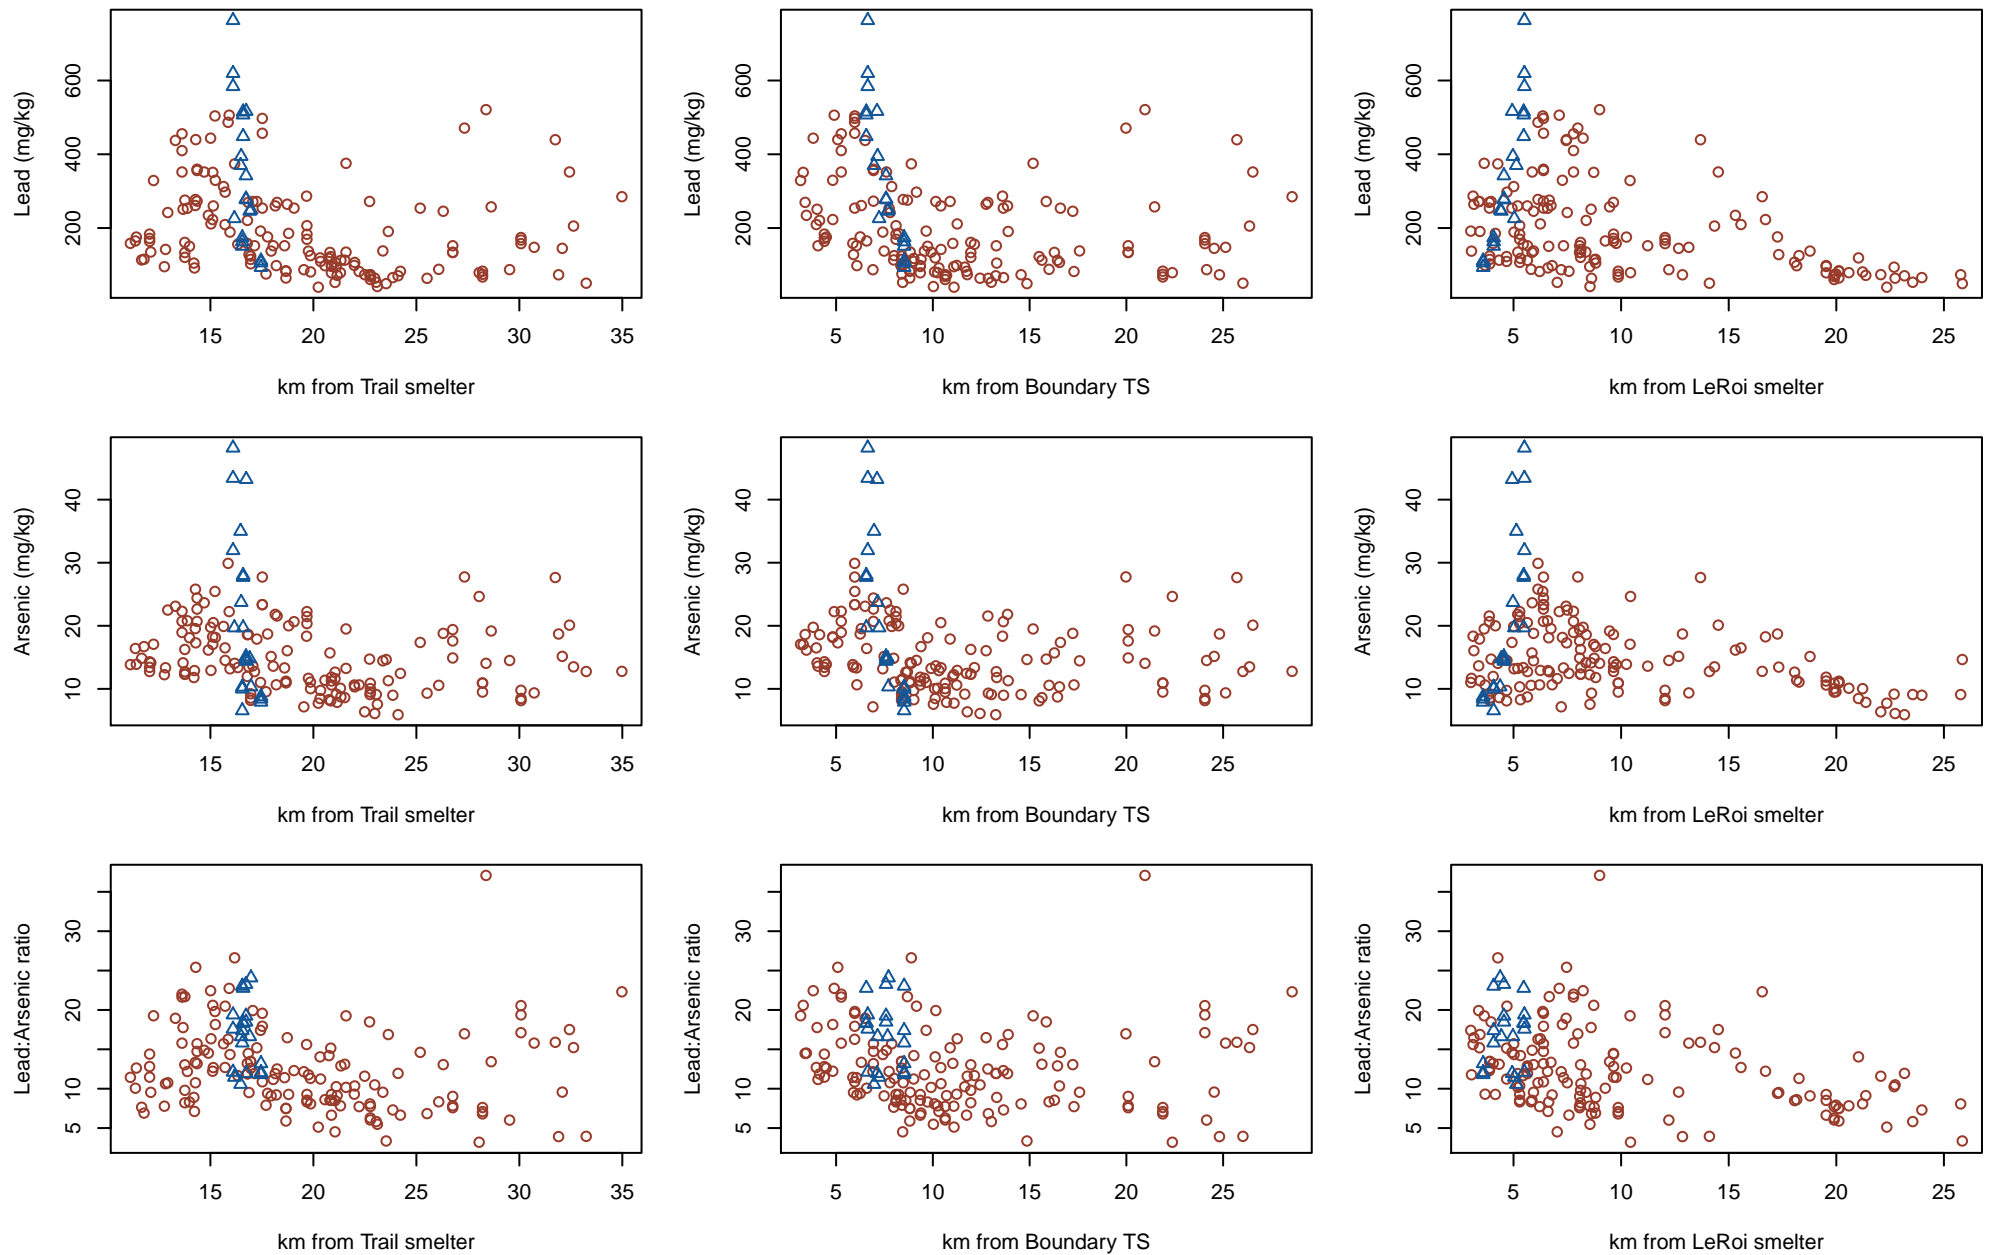 Lead (mg/kg)
200 400 600
15 20 25 30 35
km from Trail smelter
Lead (mg/kg)
200 400 600
5 10 15 20 25
km from Boundary TS
Lead (mg/kg)
200 400 600
5 10 15 20 25
km from LeRoi smelter
Arsenic (mg/kg)
10 20 30 40
15 20 25 30 35
km from Trail smelter
Arsenic (mg/kg)
10 20 30 40
5 10 15 20 25
km from Boundary TS
Arsenic (mg/kg)
10 20 30 40
5 10 15 20 25
km from LeRoi smelter
Lead:Arsenic ratio
5 10 20 30
15 20 25 30 35
km from Trail smelter
Lead:Arsenic ratio
5 10 20 30
5 10 15 20 25
km from Boundary TS
Lead:Arsenic ratio
5 10 20 30
5 10 15 20 25
km from LeRoi smelter